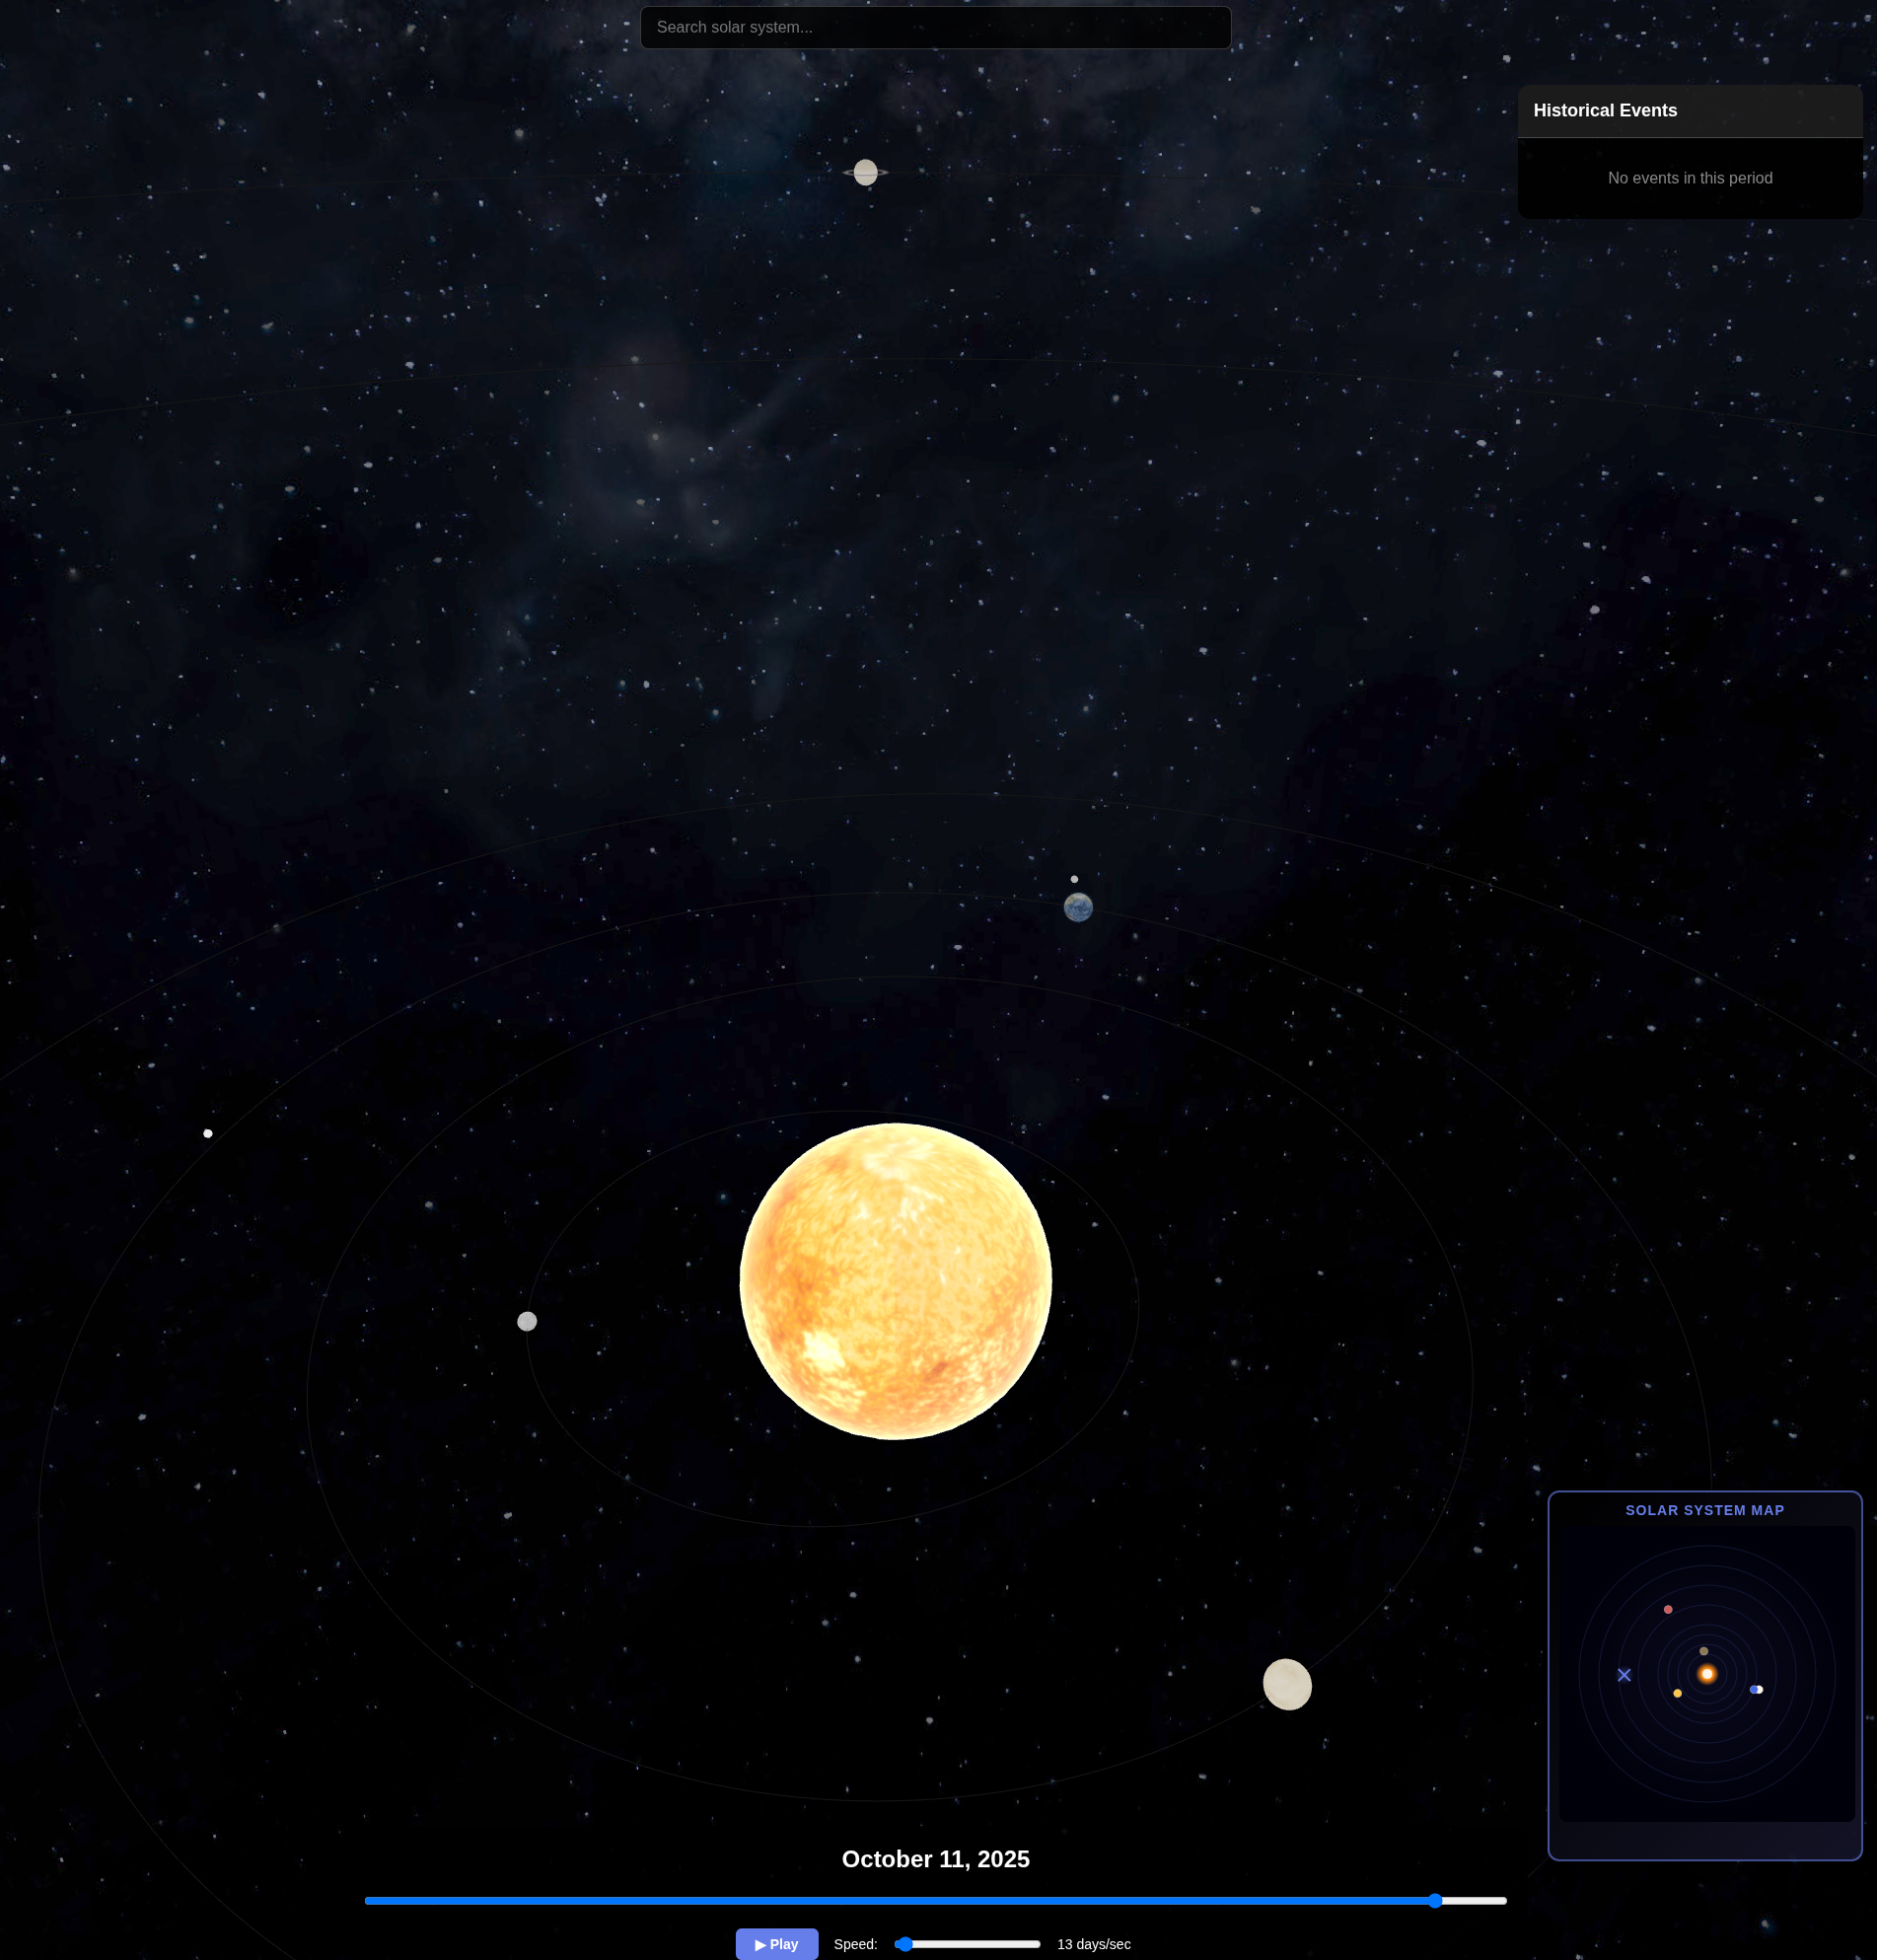 Search solar system...
Historical Events
No events in this period
SOLAR SYSTEM MAP
October 11, 2025
▶ Play Speed: 13 days/sec